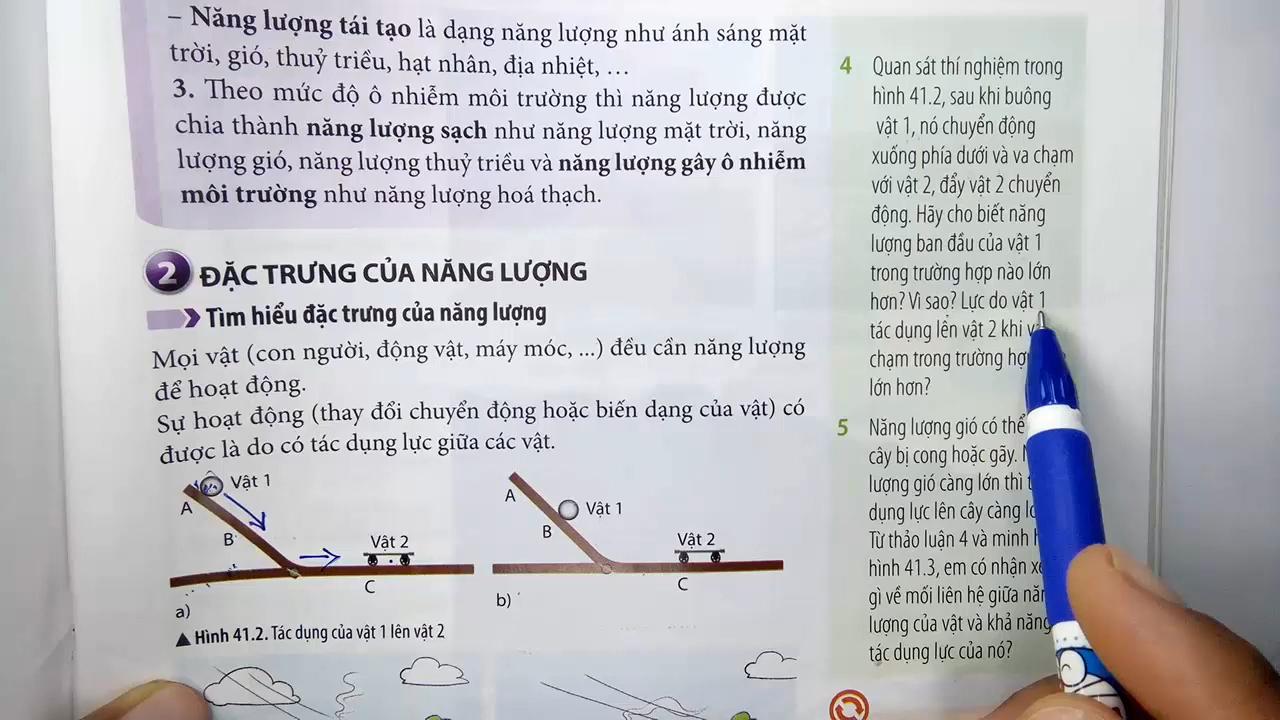 – Năng lượng tái tạo là dạng năng lượng như ánh sáng mặt
trời, gió, thuỷ triều, hạt nhân, địa nhiệt, …
3. Theo mức độ ô nhiễm môi trường thì năng lượng được
chia thành năng lượng sạch như năng lượng mặt trời, năng
lượng gió, năng lượng thuỷ triều và năng lượng gây ô nhiễm
môi trường như năng lượng hoá thạch.
2 ĐẶC TRƯNG CỦA NĂNG LƯỢNG
Tìm hiểu đặc trưng của năng lượng
Mọi vật (con người, động vật, máy móc, ...) đều cần năng lượng
để hoạt động.
Sự hoạt động (thay đổi chuyển động hoặc biến dạng của vật) có
được là do có tác dụng lực giữa các vật.
Vật 1
A
B
Vật 2
C
a)
A
Vật 1
B
Vật 2
C
b)
▲ Hình 41.2. Tác dụng của vật 1 lên vật 2
4 Quan sát thí nghiệm trong
hình 41.2, sau khi buông
vật 1, nó chuyển động
xuống phía dưới và va chạm
với vật 2, đẩy vật 2 chuyển
động. Hãy cho biết năng
lượng ban đầu của vật 1
trong trường hợp nào lớn
hơn? Vì sao? Lực do vật 1
tác dụng lên vật 2 khi
chạm trong trường
lớn hơn?
5 Năng lượng gió có thể
cây bị cong hoặc gãy.
lượng gió càng lớn thì
dụng lực lên cây càng
Từ thảo luận 4 và minh
hình 41.3, em có nhận
gì về mối liên hệ giữa
lượng của vật và khả năng
tác dụng lực của nó?